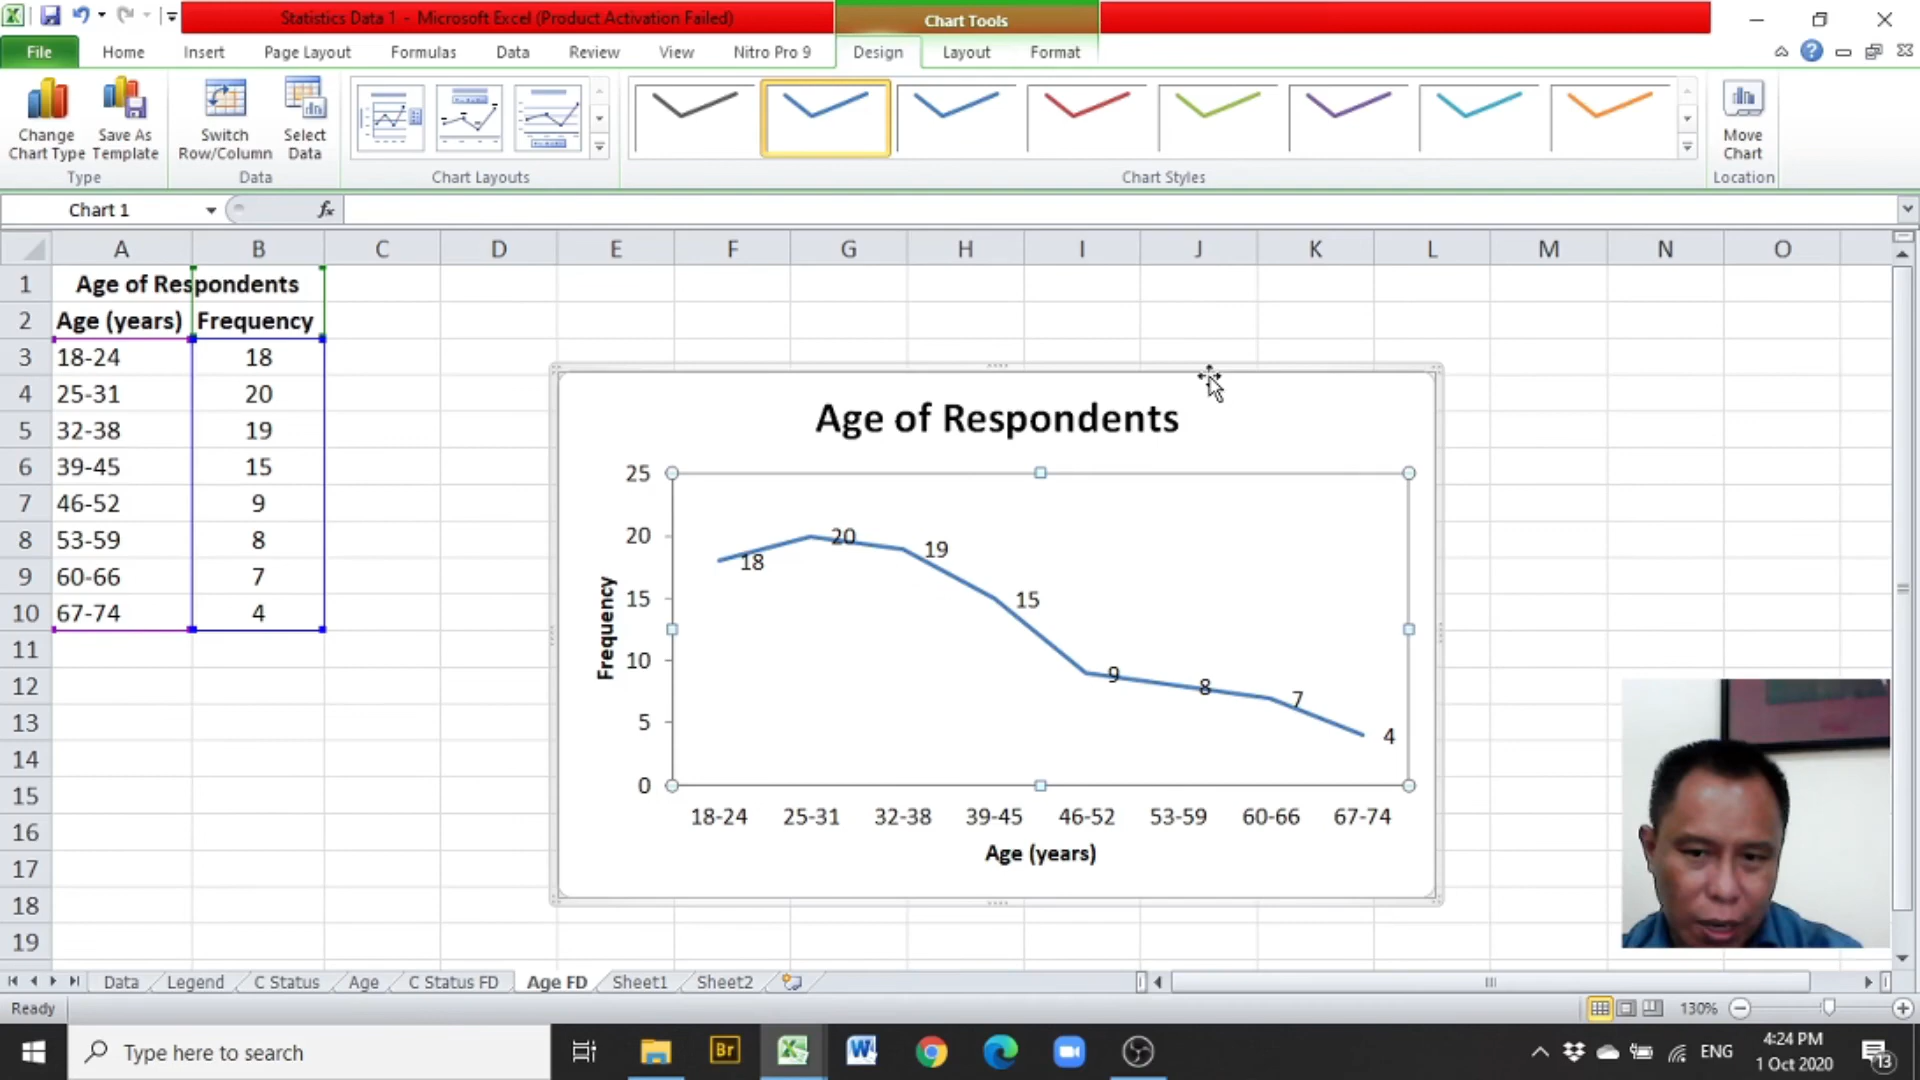 Statistics Data 1 - Microsoft Excel (Product Activation Failed)
Chart Tools
File Home Insert Page Layout Formulas Data Review View Nitro Pro 9 Design Layout Format
Change Chart Type
Save As Template
Switch Row/Column
Select Data
Move Chart
Type Data Chart Layouts Chart Styles Location
Chart 1 fx
A B C D E F G H I J K L M N O
1 Age of Respondents
2 Age (years) Frequency
3 18-24 18
4 25-31 20
5 32-38 19
6 39-45 15
7 46-52 9
8 53-59 8
9 60-66 7
10 67-74 4
11
12
13
14
15
16
17
18
19
Age of Respondents
Frequency
25
20
15
10
5
0
18 20 19 15 9 8 7 4
18-24 25-31 32-38 39-45 46-52 53-59 60-66 67-74
Age (years)
Data Legend C Status Age C Status FD Age FD Sheet1 Sheet2
Ready 130%
Type here to search
Br
ENG
4:24 PM
1 Oct 2020
13